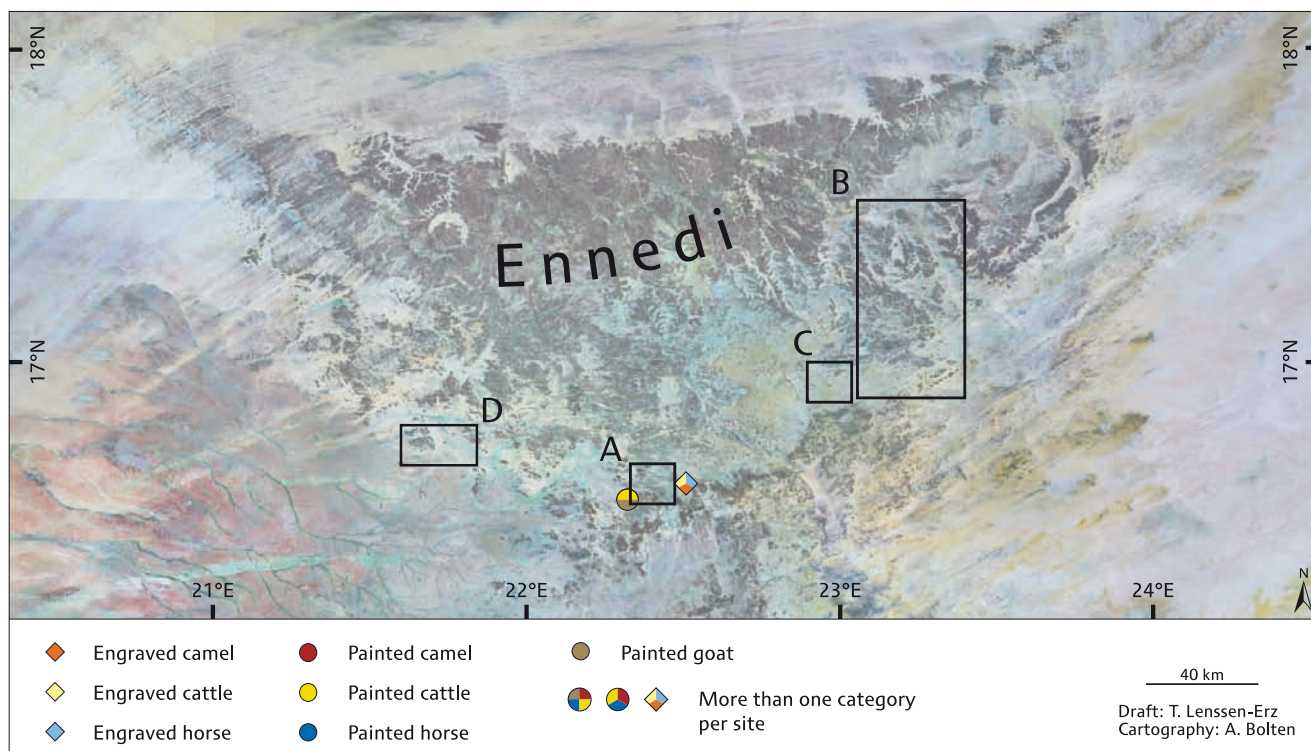 18°N
18°N
B
Ennedi
17°N
17°N
C
D
A
21°E
22°E
23°E
24°E
N
Engraved camel
Painted camel
Painted goat
40 km
Engraved cattle
Painted cattle
More than one category
per site
Draft: T. Lenssen-Erz
Cartography: A. Bolten
Engraved horse
Painted horse